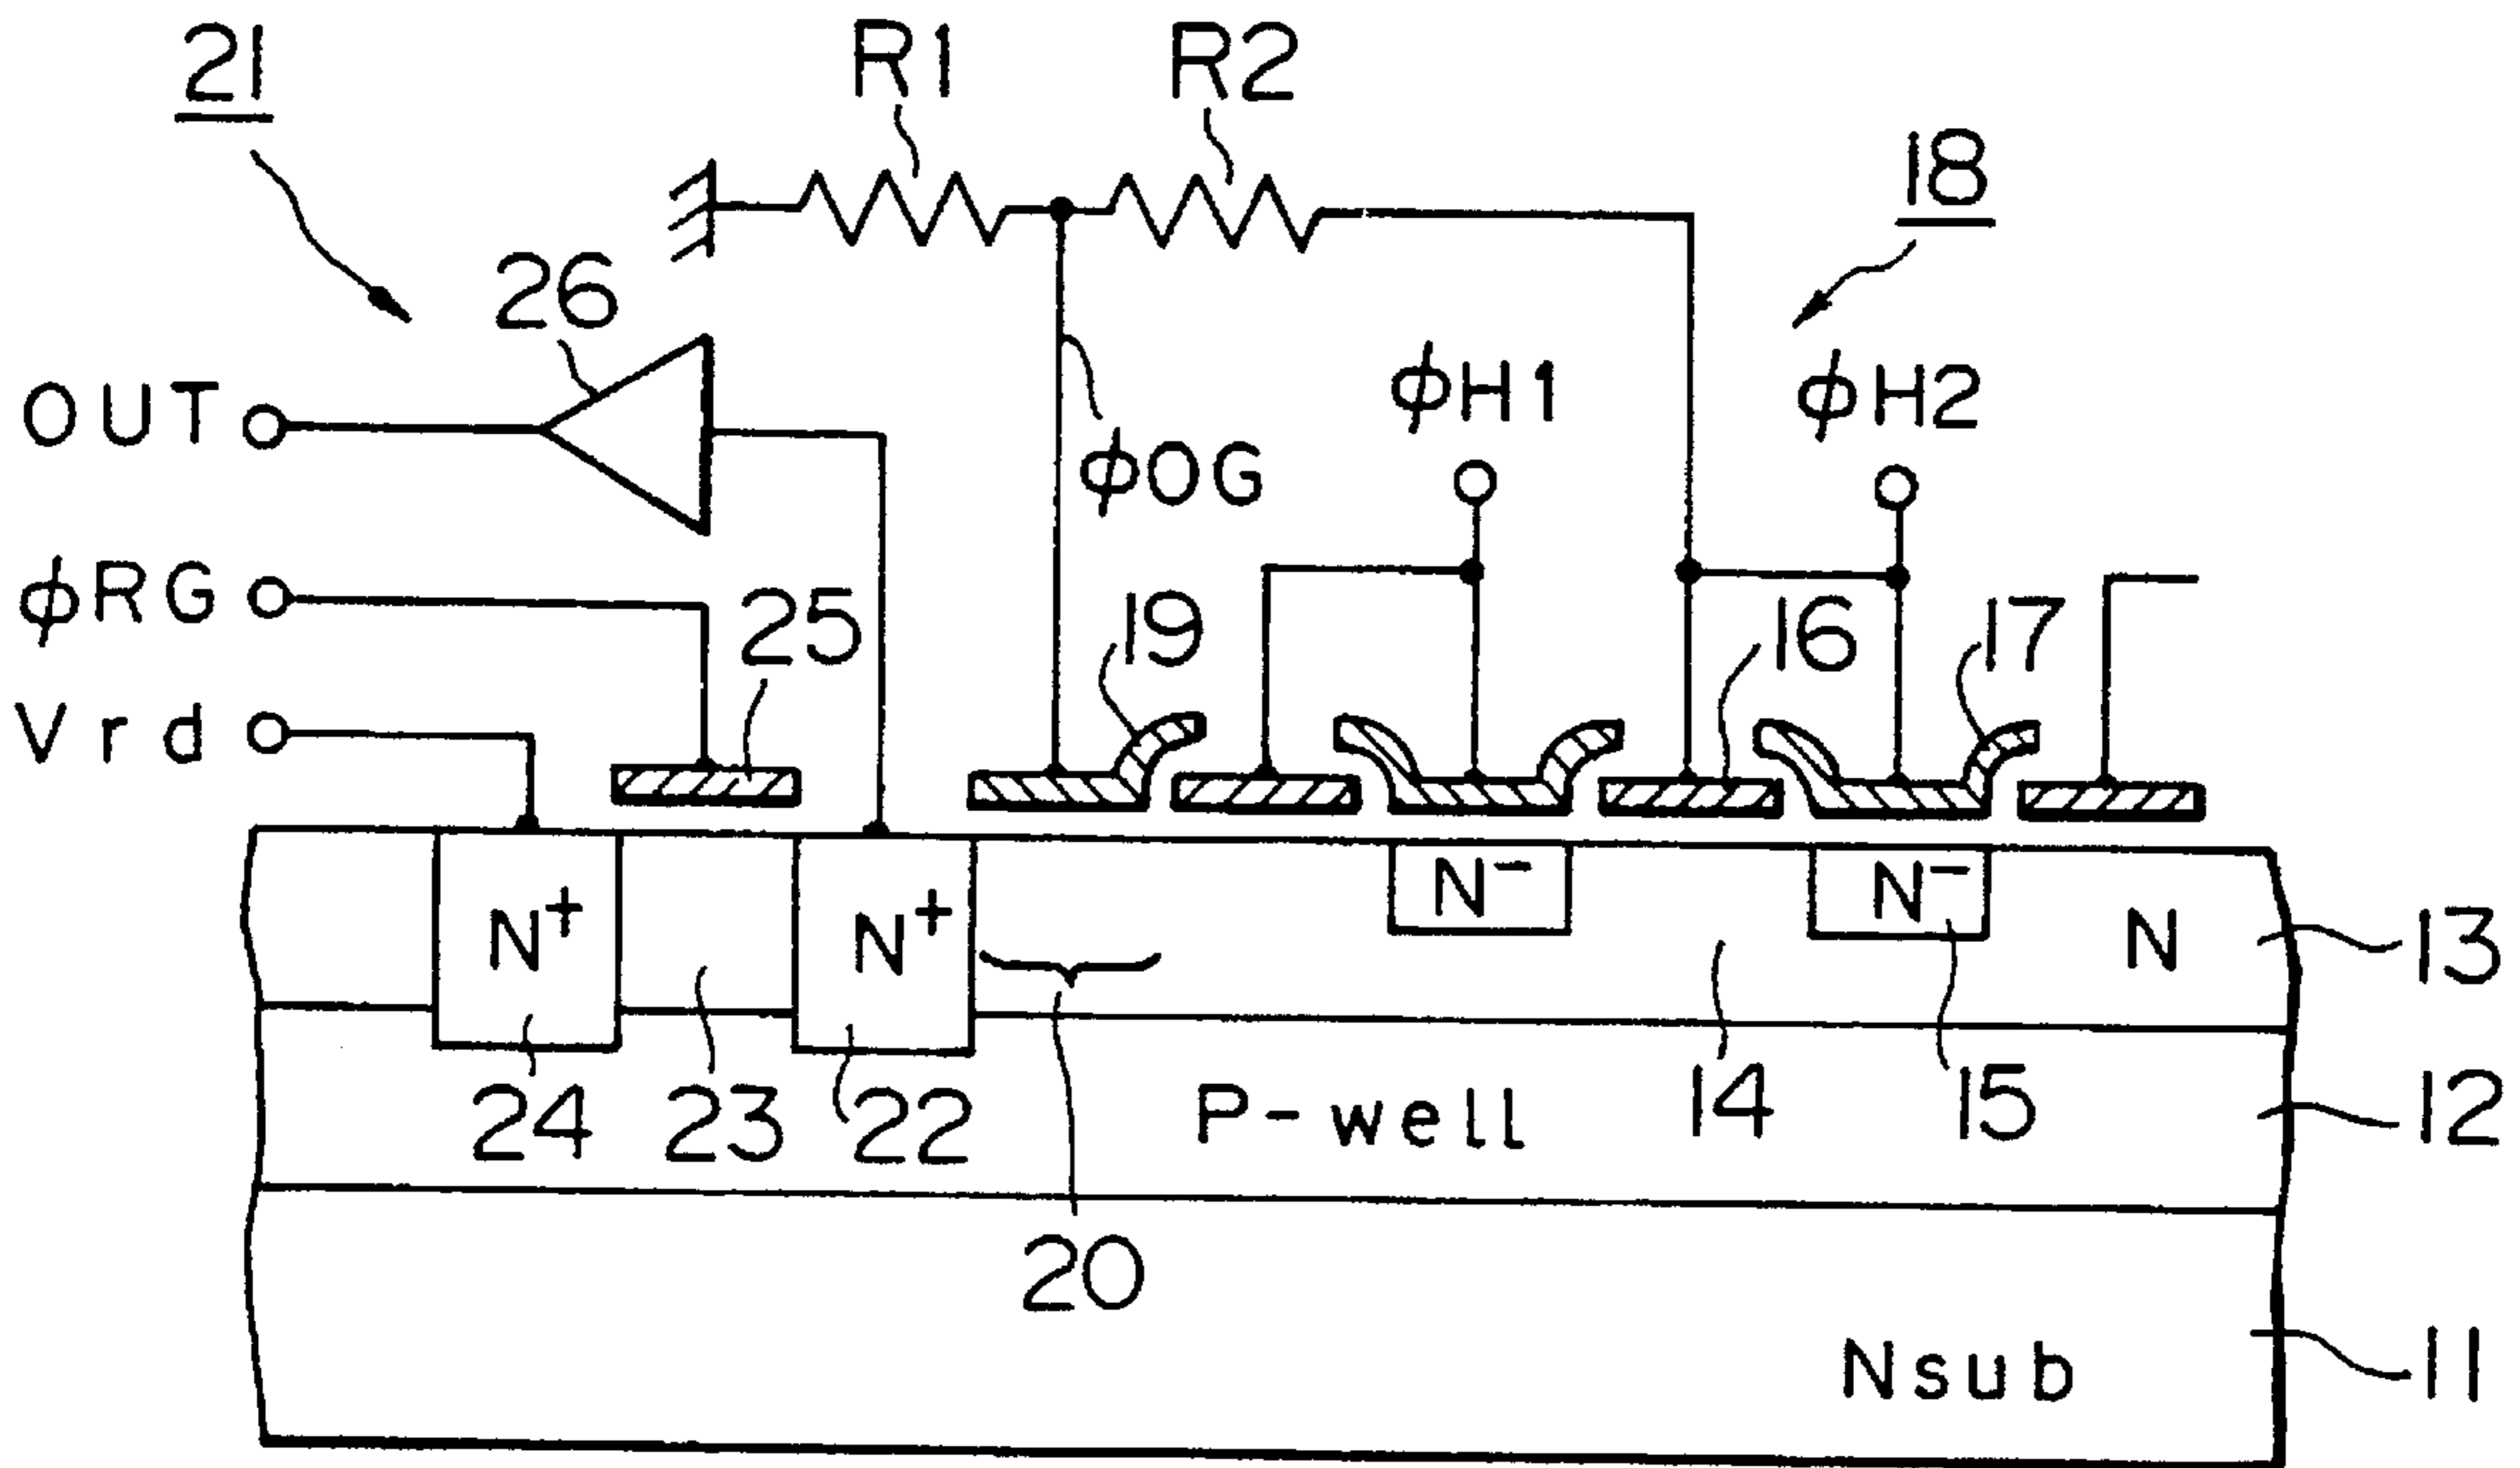 21
R1
R2
18
26
ϕH1
ϕH2
OUT
ϕOG
ϕRG
25
19
16
17
Vrd
N⁻
N⁻
N⁺
N⁺
N
13
24
23
22
P-well
14
15
12
20
Nsub
11